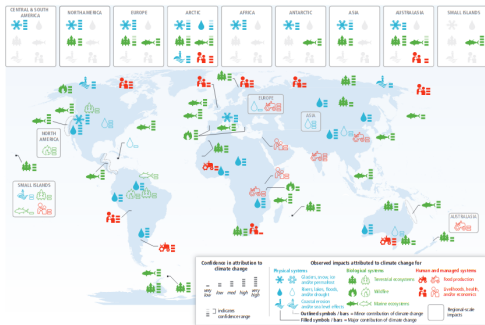 CENTRAL & SOUTH
AMERICA
NORTH AMERICA
EUROPE
ARCTIC
AFRICA
ANTARCTIC
ASIA
AUSTRALASIA
SMALL ISLANDS
EUROPE
ASIA
NORTH
AMERICA
SMALL ISLANDS
AUSTRALASIA
Confidence in attribution
to climate change
very
low
low
med
high
very
high
indicates
confidence range
Observed impacts attributed to climate change for
Physical systems
Glaciers, snow, ice
and/or permafrost
Rivers, lakes, floods
and/or drought
Coastal erosion
and/or sea level effects
Biological systems
Terrestrial ecosystems
Wildfire
Marine ecosystems
Human and managed systems
Food production
Livelihoods, health,
and/or economics
Regional-scale
impacts
Outlined symbols / bars = Minor contribution of climate change
Filled symbols / bars = Major contribution of climate change